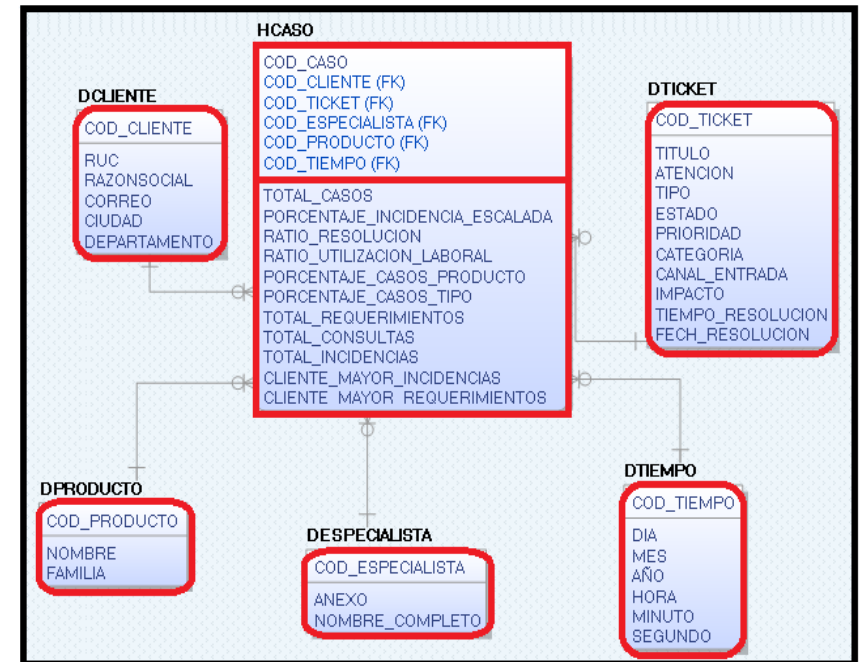 HCASO
COD_CASO
COD_CLIENTE (FK)
COD_TICKET (FK)
COD_ESPECIALISTA (FK)
COD_PRODUCTO (FK)
COD_TIEMPO (FK)
TOTAL_CASOS
PORCENTAJE_INCIDENCIA_ESCALADA
RATIO_RESOLUCION
RATIO_UTILIZACION_LABORAL
PORCENTAJE_CASOS_PRODUCTO
PORCENTAJE_CASOS_TIPO
TOTAL_REQUERIMIENTOS
TOTAL_CONSULTAS
TOTAL_INCIDENCIAS
CLIENTE_MAYOR_INCIDENCIAS
CLIENTE_MAYOR_REQUERIMIENTOS
DCLIENTE
COD_CLIENTE
RUC
RAZONSOCIAL
CORREO
CIUDAD
DEPARTAMENTO
DTICKET
COD_TICKET
TITULO
ATENCION
TIPO
ESTADO
PRIORIDAD
CATEGORIA
CANAL_ENTRADA
IMPACTO
TIEMPO_RESOLUCION
FECH_RESOLUCION
DPRODUCTO
COD_PRODUCTO
NOMBRE
FAMILIA
DESPECIALISTA
COD_ESPECIALISTA
ANEXO
NOMBRE_COMPLETO
DTIEMPO
COD_TIEMPO
DIA
MES
AÑO
HORA
MINUTO
SEGUNDO